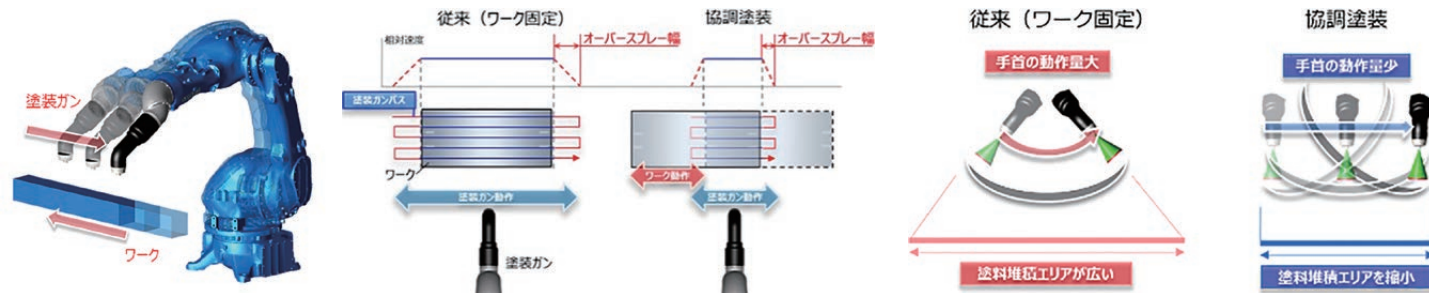 塗装ガン
ワーク
従来（ワーク固定）
相対速度
オーバースプレー幅
塗装ガンパス
ワーク
塗装ガン動作
塗装ガン
協調塗装
オーバースプレー幅
ワーク動作
塗装ガン動作
従来（ワーク固定）
手首の動作量大
塗料堆積エリアが広い
協調塗装
手首の動作量少
塗料堆積エリアを縮小